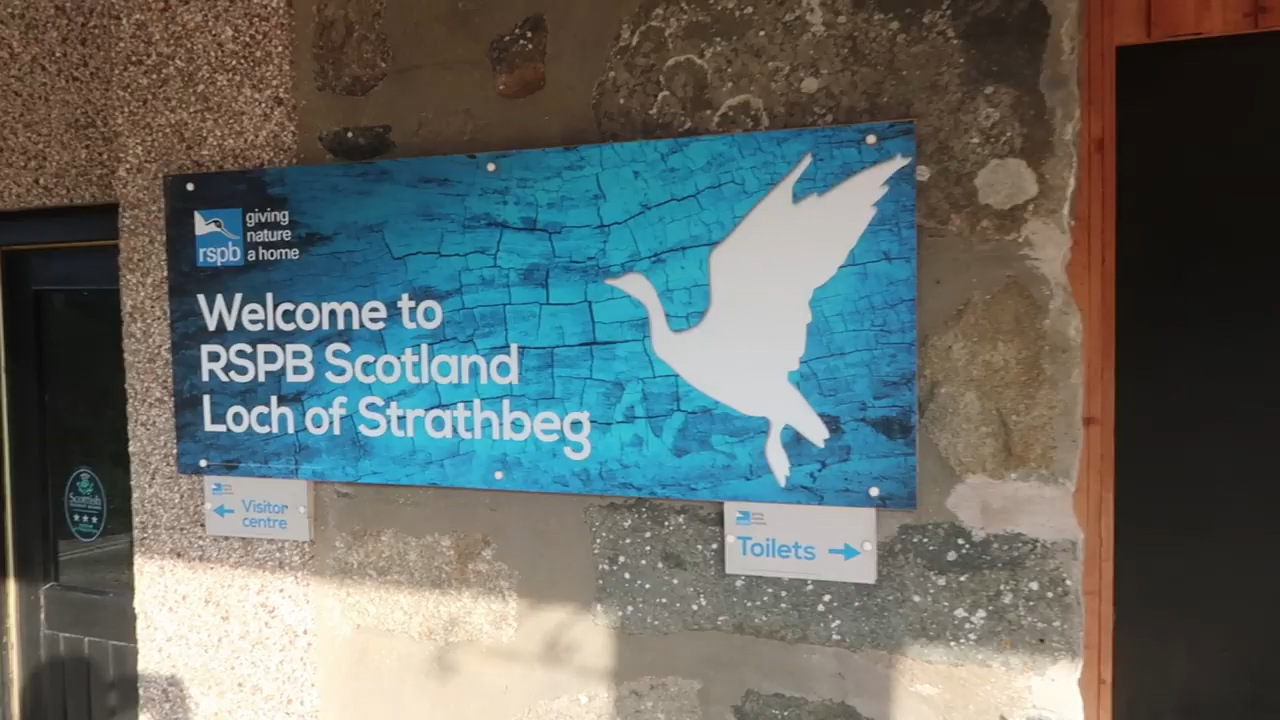 rspb
giving
nature
a home
Welcome to
RSPB Scotland
Loch of Strathbeg
Visitor
centre
Toilets
Scottish